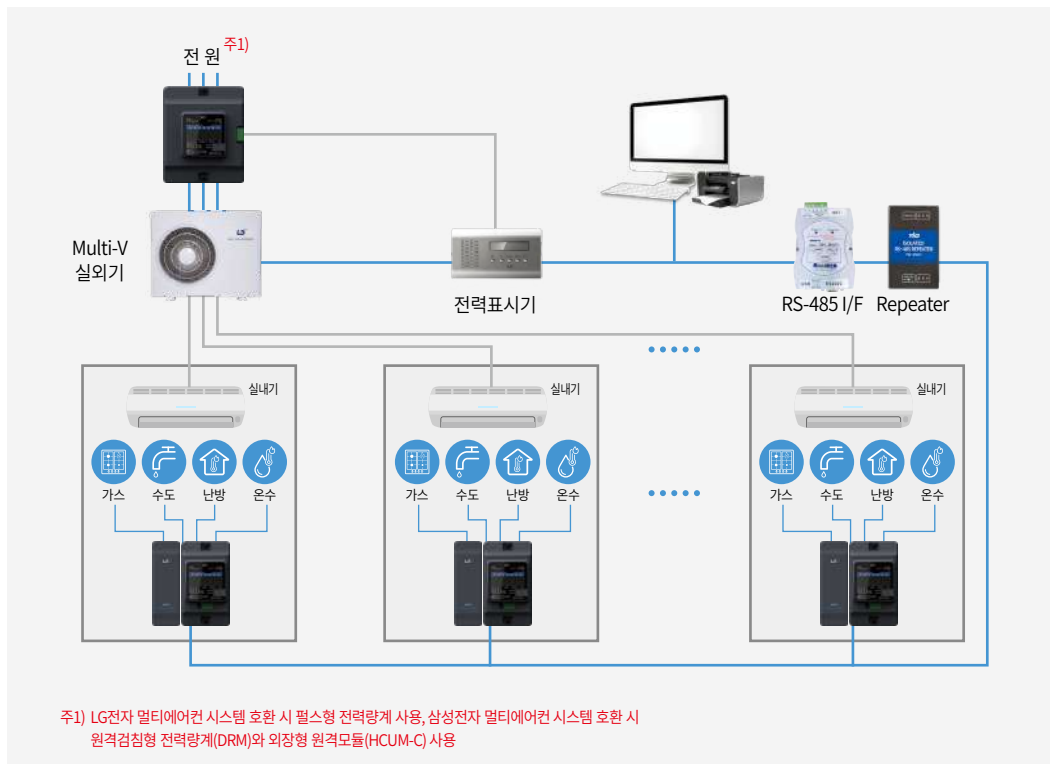 전 원 주1)
Multi-V
실외기
전력표시기
RS-485 I/F
Repeater
ISOLATED
RS-485 REPEATER
LS
실내기
실내기
실내기
가스 수도 난방 온수
가스 수도 난방 온수
가스 수도 난방 온수
주1) LG전자 멀티에어컨 시스템 호환 시 펄스형 전력량계 사용, 삼성전자 멀티에어컨 시스템 호환 시
원격검침형 전력량계(DRM)와 외장형 원격모듈(HCUM-C) 사용